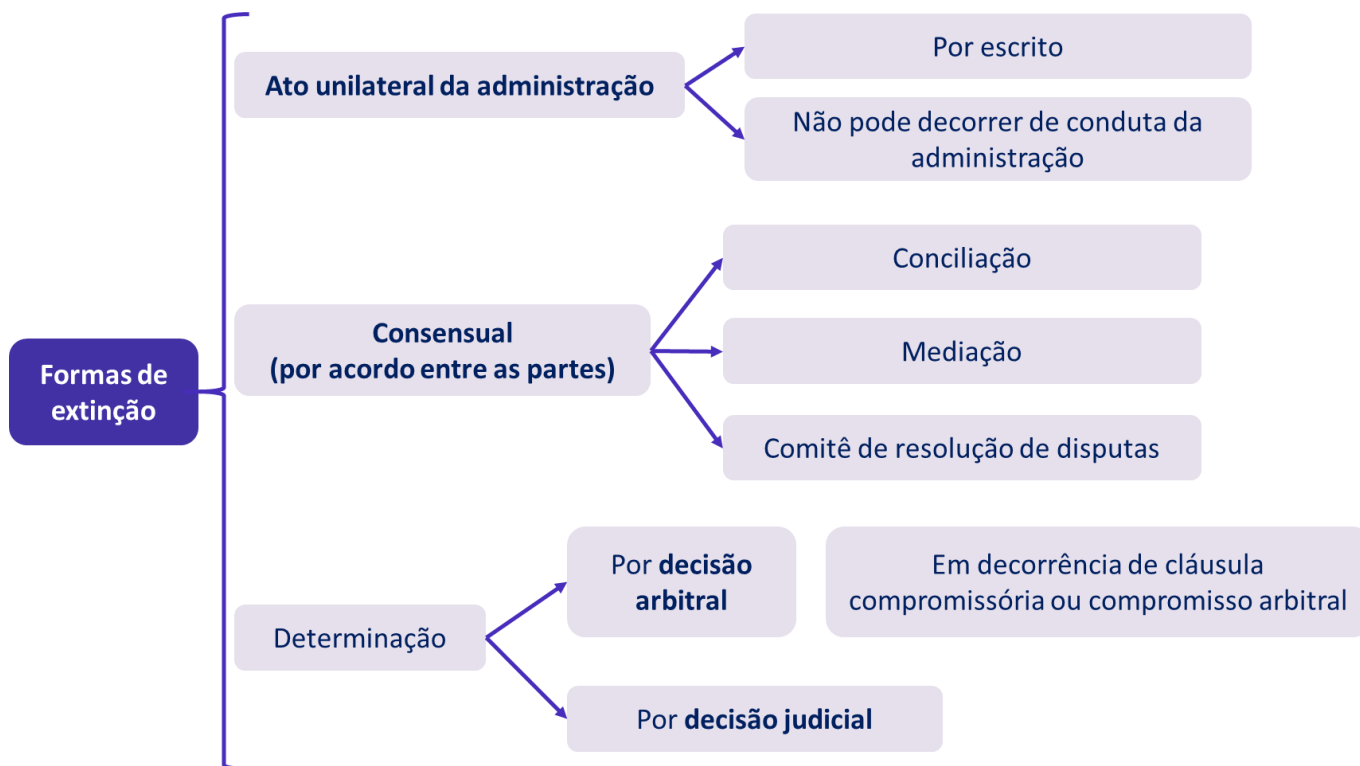 Formas de
extinção
Ato unilateral da administração
Por escrito
Não pode decorrer de conduta da
administração
Consensual
(por acordo entre as partes)
Conciliação
Mediação
Comitê de resolução de disputas
Determinação
Por decisão
arbitral
Em decorrência de cláusula
compromissória ou compromisso arbitral
Por decisão judicial